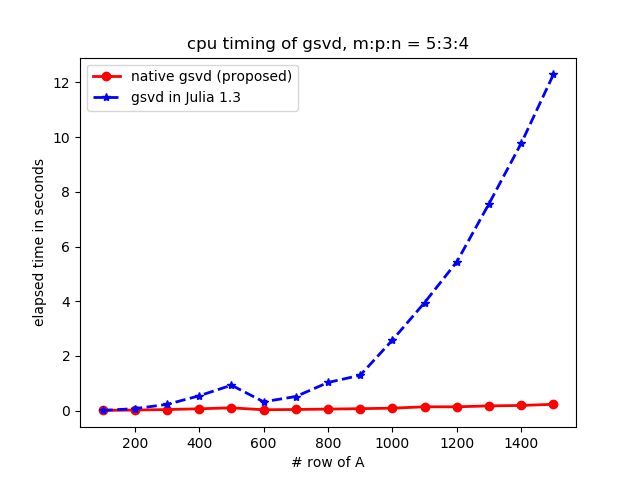 cpu timing of gsvd, m:p:n = 5:3:4
native gsvd (proposed)
gsvd in Julia 1.3
elapsed time in seconds
12
10
8
6
4
2
0
200 400 600 800 1000 1200 1400
# row of A